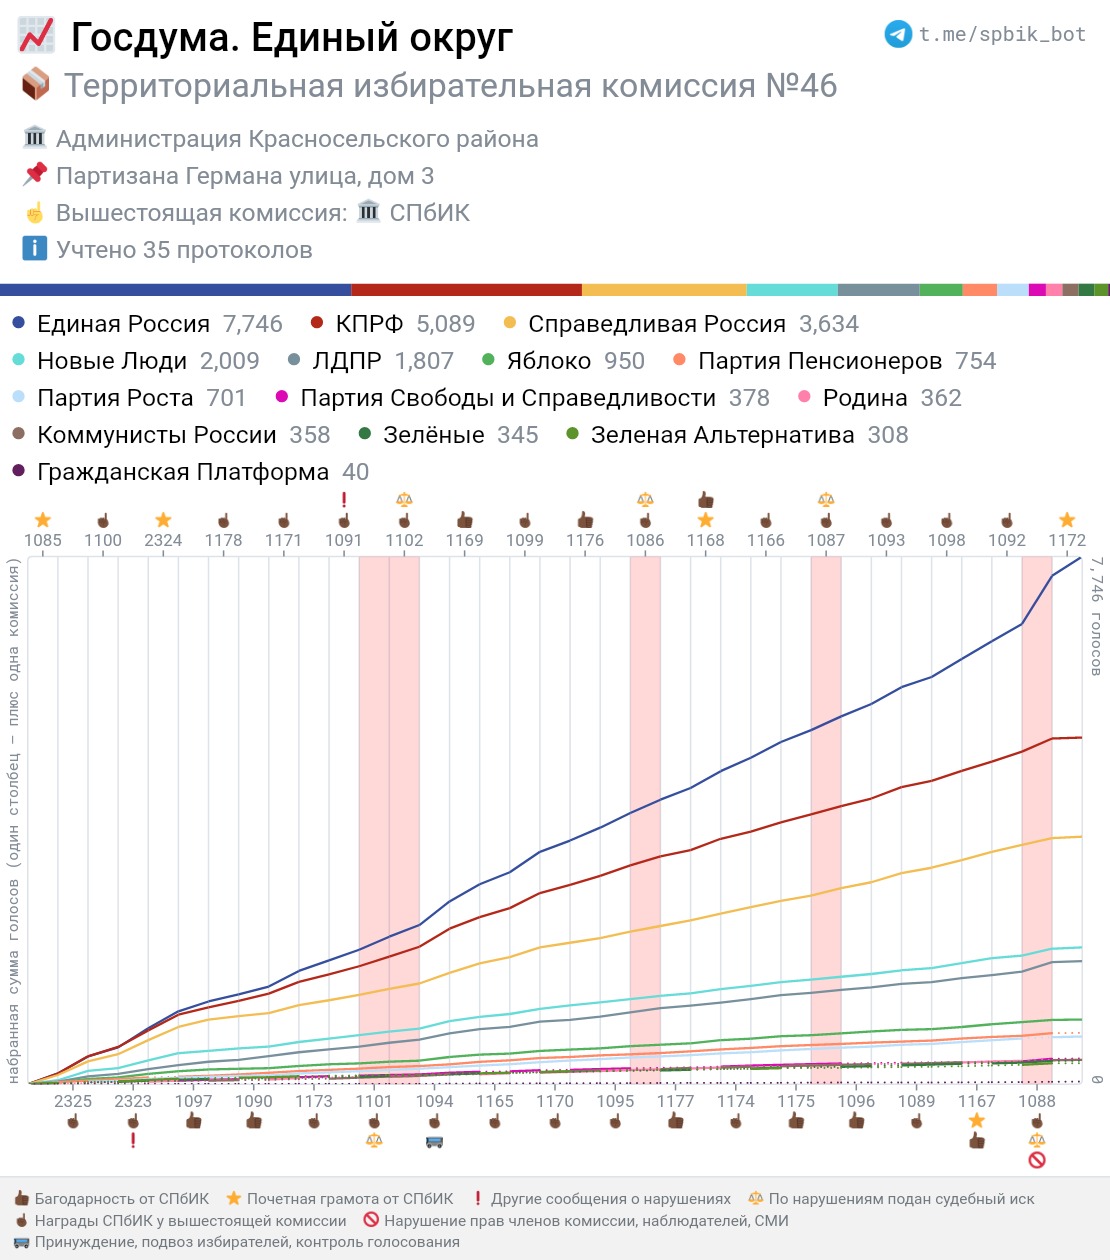 Госдума. Единый округ
t.me/spbik_bot
Территориальная избирательная комиссия №46
Администрация Красносельского района
Партизана Германа улица, дом 3
Вышестоящая комиссия: СПбИК
Учтено 35 протоколов
Единая Россия 7,746 КПРФ 5,089 Справедливая Россия 3,634
Новые Люди 2,009 ЛДПР 1,807 Яблоко 950 Партия Пенсионеров 754
Партия Роста 701 Партия Свободы и Справедливости 378 Родина 362
Коммунисты России 358 Зелёные 345 Зеленая Альтернатива 308
Гражданская Платформа 40
1085 1100 2324 1178 1171 1091 1102 1169 1099 1176 1086 1168 1166 1087 1093 1098 1092 1172
набранная сумма голосов (один столбец — плюс одна комиссия)
7,746 голосов
0
2325 2323 1097 1090 1173 1101 1094 1165 1170 1095 1177 1174 1175 1096 1089 1167 1088
Багодарность от СПбИК Почетная грамота от СПбИК Другие сообщения о нарушениях По нарушениям подан судебный иск
Награды СПбИК у вышестоящей комиссии Нарушение прав членов комиссии, наблюдателей, СМИ
Принуждение, подвоз избирателей, контроль голосования